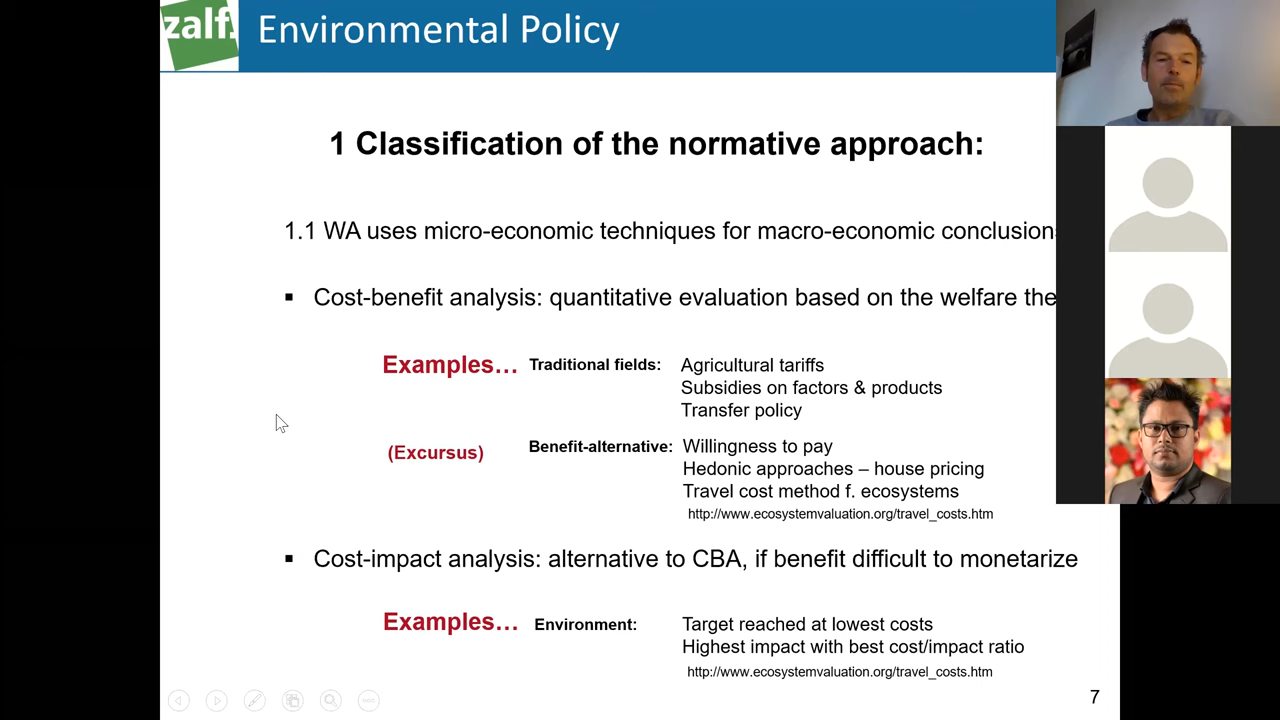 zalf.
Environmental Policy
1 Classification of the normative approach:
1.1 WA uses micro-economic techniques for macro-economic conclusions
▪ Cost-benefit analysis: quantitative evaluation based on the welfare the
Examples… Traditional fields: Agricultural tariffs
Subsidies on factors & products
Transfer policy
(Excursus) Benefit-alternative: Willingness to pay
Hedonic approaches – house pricing
Travel cost method f. ecosystems
http://www.ecosystemvaluation.org/travel_costs.htm
▪ Cost-impact analysis: alternative to CBA, if benefit difficult to monetarize
Examples… Environment: Target reached at lowest costs
Highest impact with best cost/impact ratio
http://www.ecosystemvaluation.org/travel_costs.htm
7